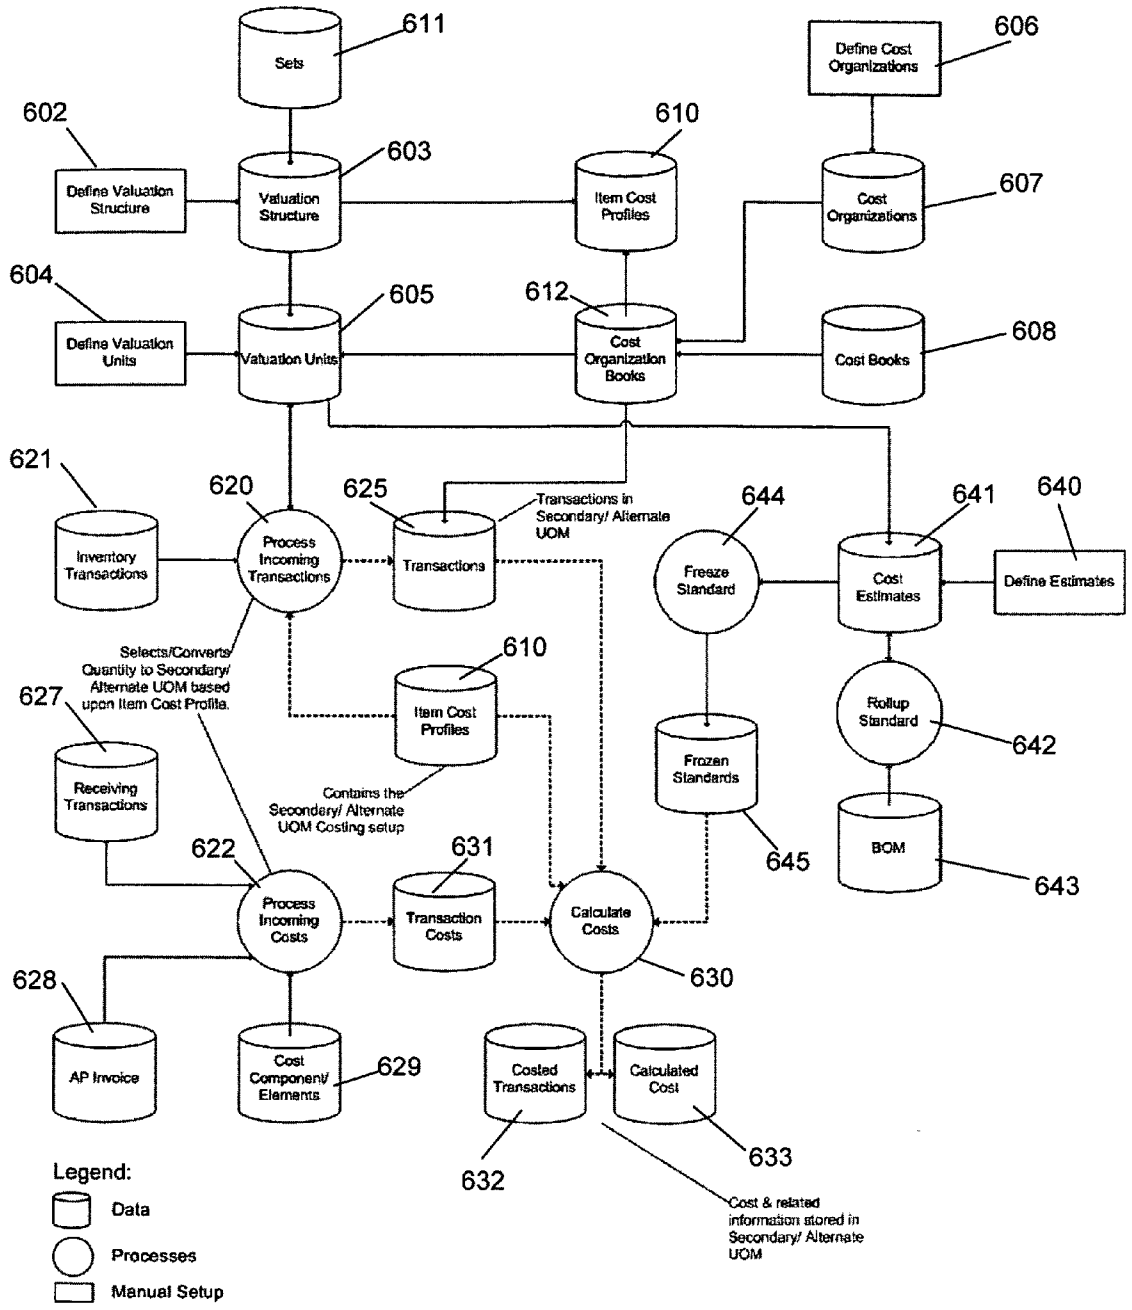 611
Sets
606
Define Cost
Organizations
602
603
610
607
Define Valuation
Structure
Valuation
Structure
Item Cost
Profiles
Cost
Organizations
604
605
612
608
Define Valuation
Units
Valuation Units
Cost
Organization
Books
Cost Books
621
620
625
Transactions in
Secondary/ Alternate
UOM
644
641
640
Inventory
Transactions
Process
Incoming
Transactions
Transactions
Freeze
Standard
Cost
Estimates
Define Estimates
Selects/Converts
Quantity to Secondary/
Alternate UOM based
upon Item Cost Profile.
610
Item Cost
Profiles
Contains the
Secondary/ Alternate
UOM Costing setup
627
Receiving
Transactions
Rollup
Standard
642
Frozen
Standards
645
BOM
643
622
631
Process
Incoming
Costs
Transaction
Costs
Calculate
Costs
630
628
AP Invoice
Cost
Component/
Elements
629
Costed
Transactions
Calculated
Cost
632
633
Cost & related
information stored in
Secondary/ Alternate
UOM
Legend:
Data
Processes
Manual Setup